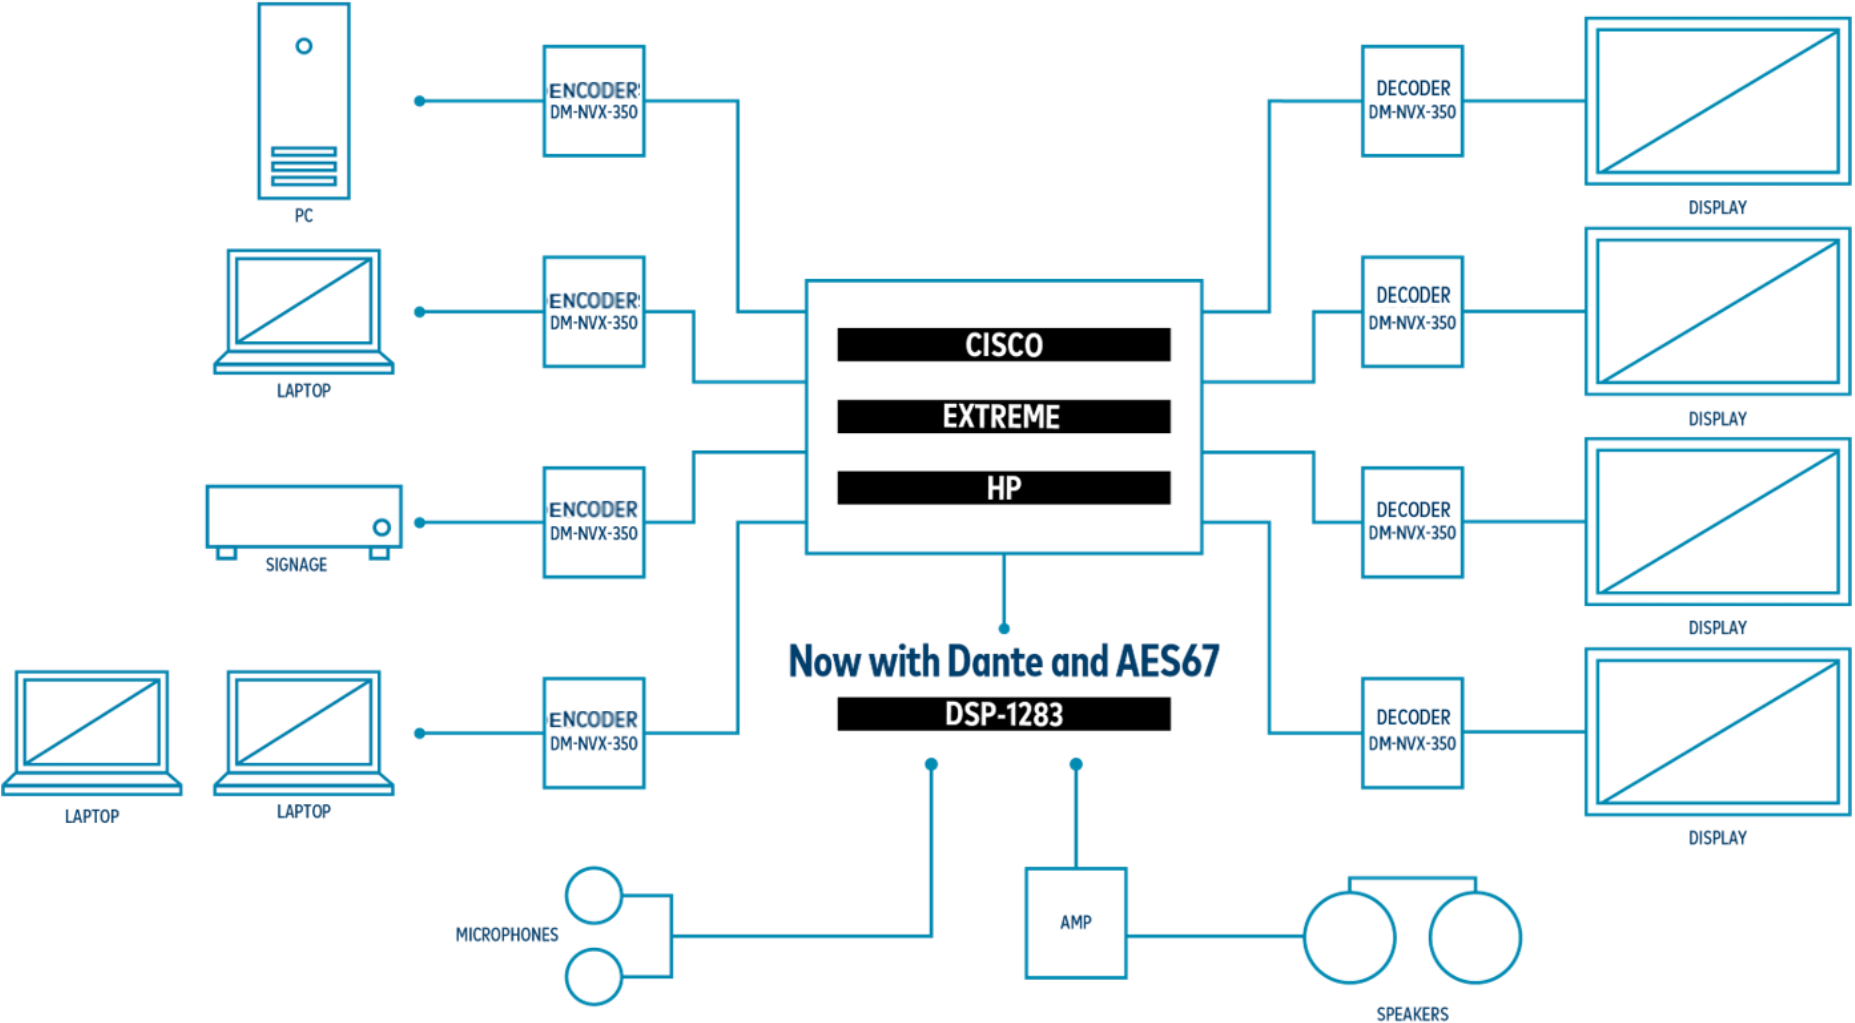 PC
ENCODER
DM-NVX-350
LAPTOP
ENCODER
DM-NVX-350
SIGNAGE
ENCODER
DM-NVX-350
LAPTOP
LAPTOP
ENCODER
DM-NVX-350
CISCO
EXTREME
HP
Now with Dante and AES67
DSP-1283
DECODER
DM-NVX-350
DISPLAY
DECODER
DM-NVX-350
DISPLAY
DECODER
DM-NVX-350
DISPLAY
DECODER
DM-NVX-350
DISPLAY
MICROPHONES
AMP
SPEAKERS